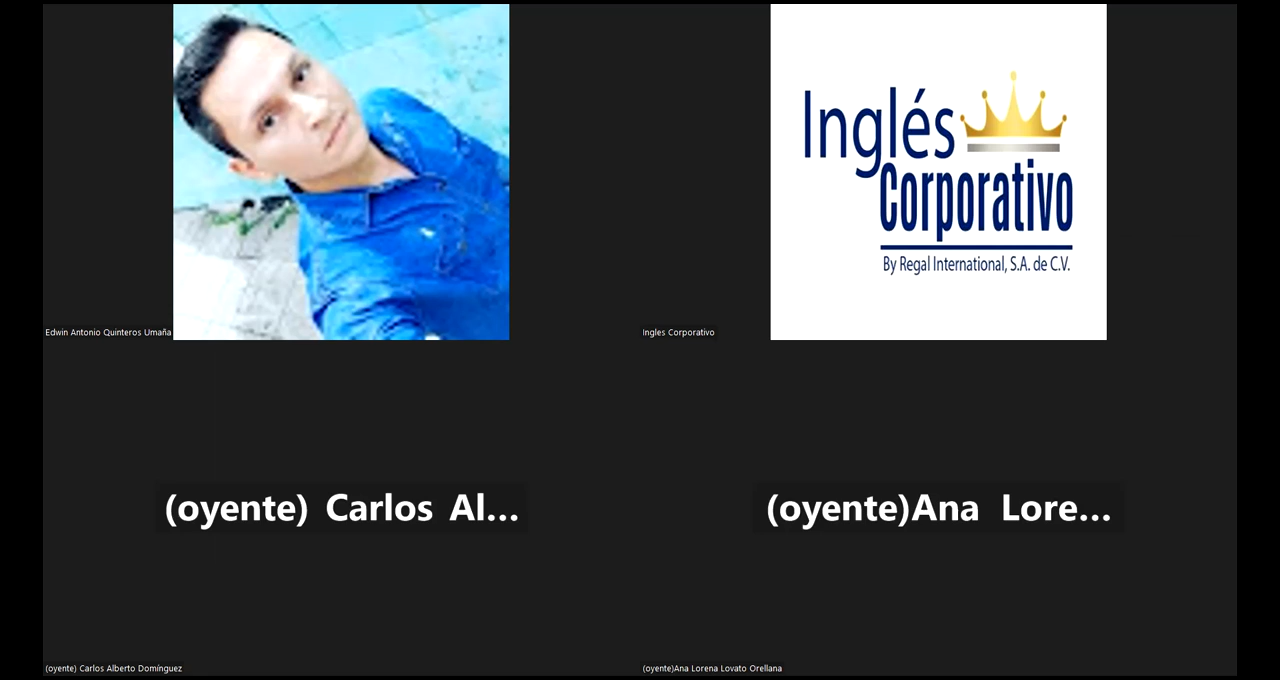 Inglés
Corporativo
By Regal International, S.A. de C.V.
Edwin Antonio Quinteros Umaña
Ingles Corporativo
(oyente) Carlos Al...
(oyente)Ana Lore...
(oyente) Carlos Alberto Domínguez
(oyente)Ana Lorena Lovato Orellana